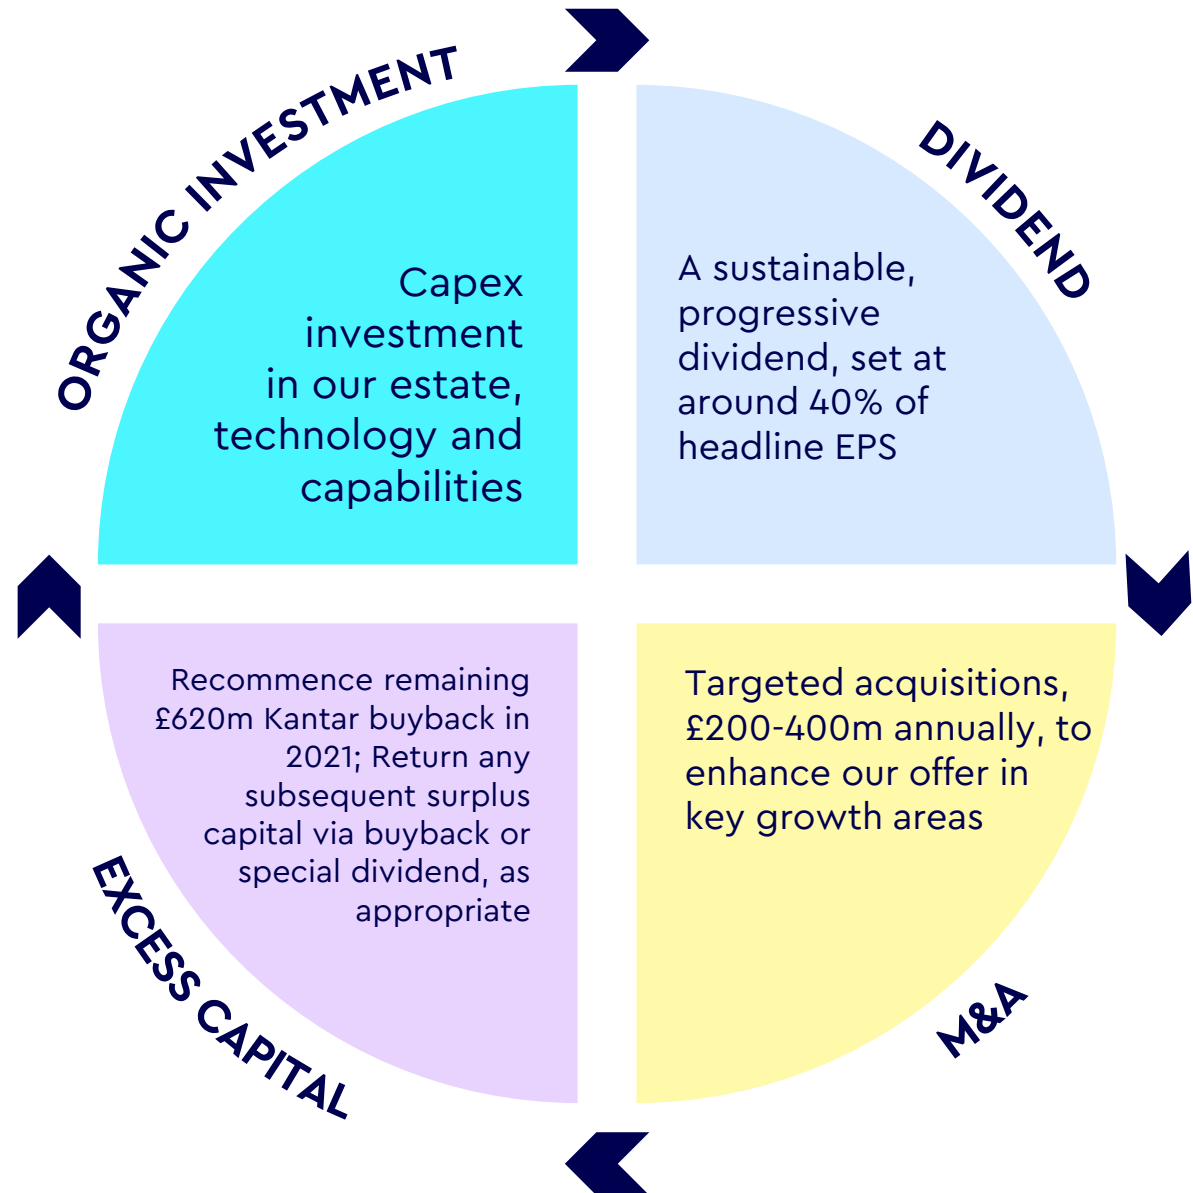 ORGANIC INVESTMENT
Capex
investment
in our estate,
technology and
capabilities
DIVIDEND
A sustainable,
progressive
dividend, set at
around 40% of
headline EPS
M&A
Targeted acquisitions,
£200-400m annually, to
enhance our offer in
key growth areas
EXCESS CAPITAL
Recommence remaining
£620m Kantar buyback in
2021; Return any
subsequent surplus
capital via buyback or
special dividend, as
appropriate